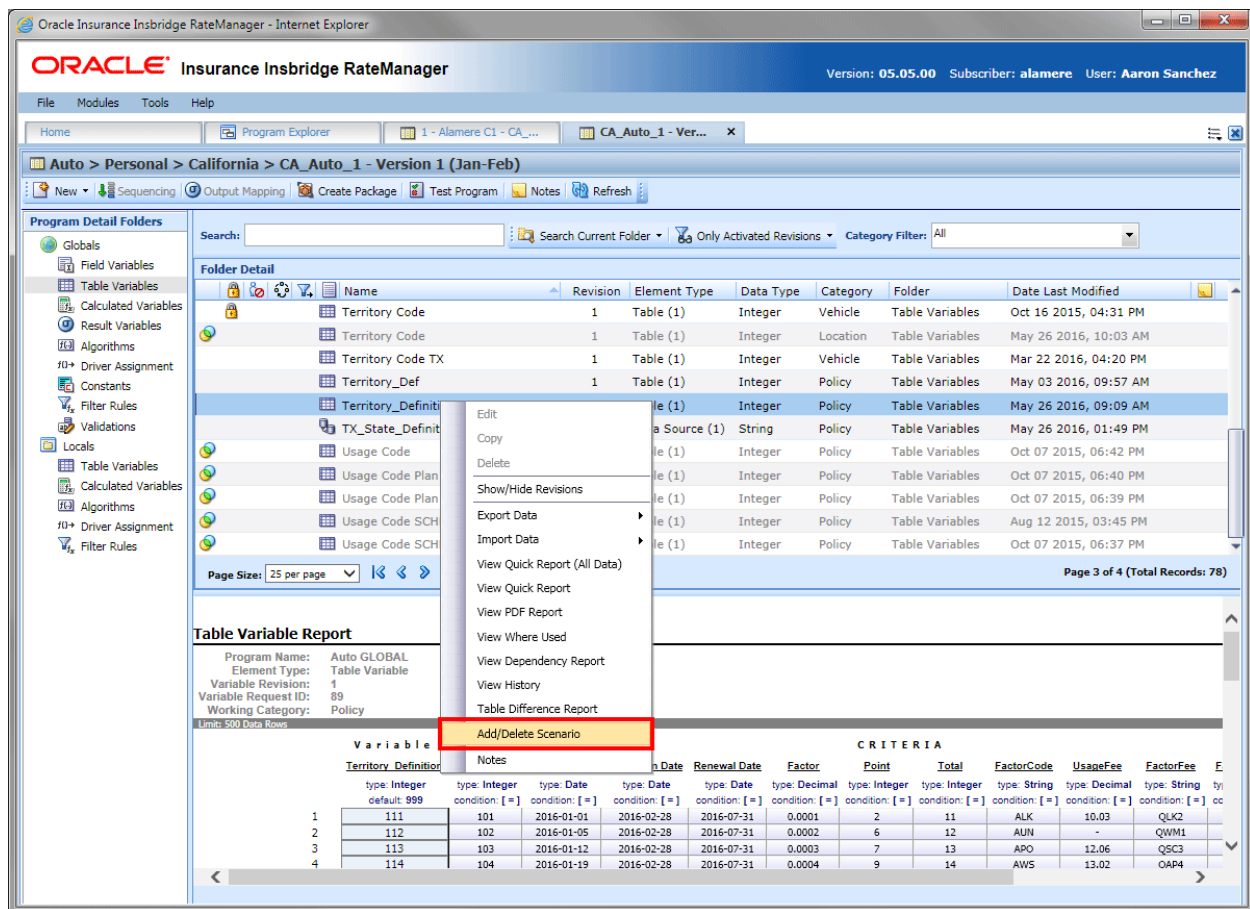 Oracle Insurance Insbridge RateManager - Internet Explorer
ORACLE Insurance Insbridge RateManager
Version: 05.05.00 Subscriber: alamere User: Aaron Sanchez
File Modules Tools Help
Home Program Explorer 1 - Alamere C1 - CA_... CA_Auto_1 - Ver...
Auto > Personal > California > CA_Auto_1 - Version 1 (Jan-Feb)
New Sequencing Output Mapping Create Package Test Program Notes Refresh
Program Detail Folders
Globals
Field Variables
Table Variables
Calculated Variables
Result Variables
Algorithms
Driver Assignment
Constants
Filter Rules
Validations
Locals
Table Variables
Calculated Variables
Algorithms
Driver Assignment
Filter Rules
Search: Search Current Folder Only Activated Revisions Category Filter: All
Folder Detail
Name Revision Element Type Data Type Category Folder Date Last Modified
Territory Code 1 Table (1) Integer Vehicle Table Variables Oct 16 2015, 04:31 PM
Territory Code 1 Table (1) Integer Location Table Variables May 26 2016, 10:03 AM
Territory Code TX 1 Table (1) Integer Vehicle Table Variables Mar 22 2016, 04:20 PM
Territory_Def 1 Table (1) Integer Policy Table Variables May 03 2016, 09:57 AM
Territory_Definiti le (1) Integer Policy Table Variables May 26 2016, 09:09 AM
TX_State_Definit a Source (1) String Policy Table Variables May 26 2016, 01:49 PM
Usage Code le (1) Integer Policy Table Variables Oct 07 2015, 06:42 PM
Usage Code Plan le (1) Integer Policy Table Variables Oct 07 2015, 06:40 PM
Usage Code Plan le (1) Integer Policy Table Variables Oct 07 2015, 06:39 PM
Usage Code SCH le (1) Integer Policy Table Variables Aug 12 2015, 03:45 PM
Usage Code SCH le (1) Integer Policy Table Variables Oct 07 2015, 06:37 PM
Page Size: 25 per page Page 3 of 4 (Total Records: 78)
Edit
Copy
Delete
Show/Hide Revisions
Export Data
Import Data
View Quick Report (All Data)
View Quick Report
View PDF Report
View Where Used
View Dependency Report
View History
Table Difference Report
Add/Delete Scenario
Notes
Table Variable Report
Program Name: Auto GLOBAL
Element Type: Table Variable
Variable Revision: 1
Variable Request ID: 89
Working Category: Policy
Limit: 500 Data Rows
Variable CRITERIA
Territory_Definition n Date Renewal Date Factor Point Total FactorCode UsageFee FactorFee F
type: Integer type: Integer type: Date type: Date type: Date type: Decimal type: Integer type: Integer type: String type: Decimal type: String ty
default: 999 condition: [ = ] condition: [ = ] condition: [ = ] condition: [ = ] condition: [ = ] condition: [ = ] condition: [ = ] condition: [ = ] condition: [ = ] condition: [ = ] co
1 111 101 2016-01-01 2016-02-28 2016-07-31 0.0001 2 11 ALK 10.03 QLK2
2 112 102 2016-01-05 2016-02-28 2016-07-31 0.0002 6 12 AUN - QWM1
3 113 103 2016-01-12 2016-02-28 2016-07-31 0.0003 7 13 APO 12.06 QSC3
4 114 104 2016-01-19 2016-02-28 2016-07-31 0.0004 9 14 AWS 13.02 OAP4